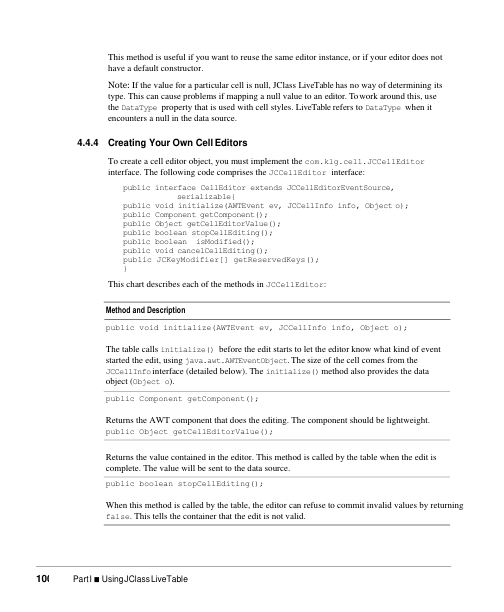 This method is useful if you want to reuse the same editor instance, or if your editor does not
have a default constructor.
Note: If the value for a particular cell is null, JClass LiveTable has no way of determining its
type. This can cause problems if mapping a null value to an editor. To work around this, use
the DataType property that is used with cell styles. LiveTable refers to DataType when it
encounters a null in the data source.
4.4.4 Creating Your Own Cell Editors
To create a cell editor object, you must implement the com.klg.cell.JCCellEditor
interface. The following code comprises the JCCellEditor interface:
public interface CellEditor extends JCCellEditorEventSource,
serializable{
public void initialize(AWTEvent ev, JCCellInfo info, Object o);
public Component getComponent();
public Object getCellEditorValue();
public boolean stopCellEditing();
public boolean isModified();
public void cancelCellEditing();
public JCKeyModifier[] getReservedKeys();
}
This chart describes each of the methods in JCCellEditor:
Method and Description
public void initialize(AWTEvent ev, JCCellInfo info, Object o);
The table calls initialize() before the edit starts to let the editor know what kind of event
started the edit, using java.awt.AWTEventObject. The size of the cell comes from the
JCCellInfo interface (detailed below). The initialize() method also provides the data
object (Object o).
public Component getComponent();
Returns the AWT component that does the editing. The component should be lightweight.
public Object getCellEditorValue();
Returns the value contained in the editor. This method is called by the table when the edit is
complete. The value will be sent to the data source.
public boolean stopCellEditing();
When this method is called by the table, the editor can refuse to commit invalid values by returning
false. This tells the container that the edit is not valid.
Part I ■ Using JClass LiveTable